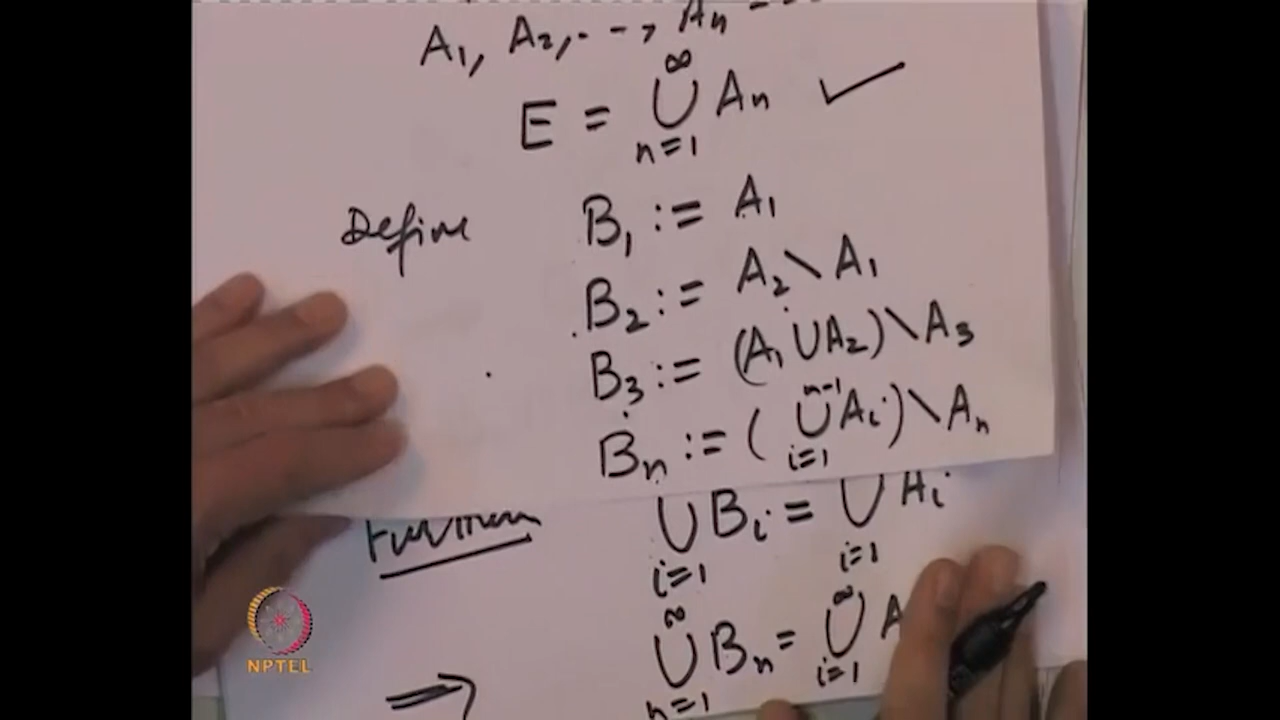 A₁, A₂, . - -, Aₙ - - -
E = ⋃_{n=1}^{∞} Aₙ ✓
Define B₁ := A₁
B₂ := A₂ \ A₁
B₃ := (A₁ ∪ A₂) \ A₃
Bₙ := (⋃_{i=1}^{n-1} Aᵢ) \ Aₙ
⋃_{i=1} Bᵢ = ⋃_{i=1} Aᵢ
⇒ ⋃_{n=1}^{∞} Bₙ = ⋃_{i=1}^{∞} A
NPTEL